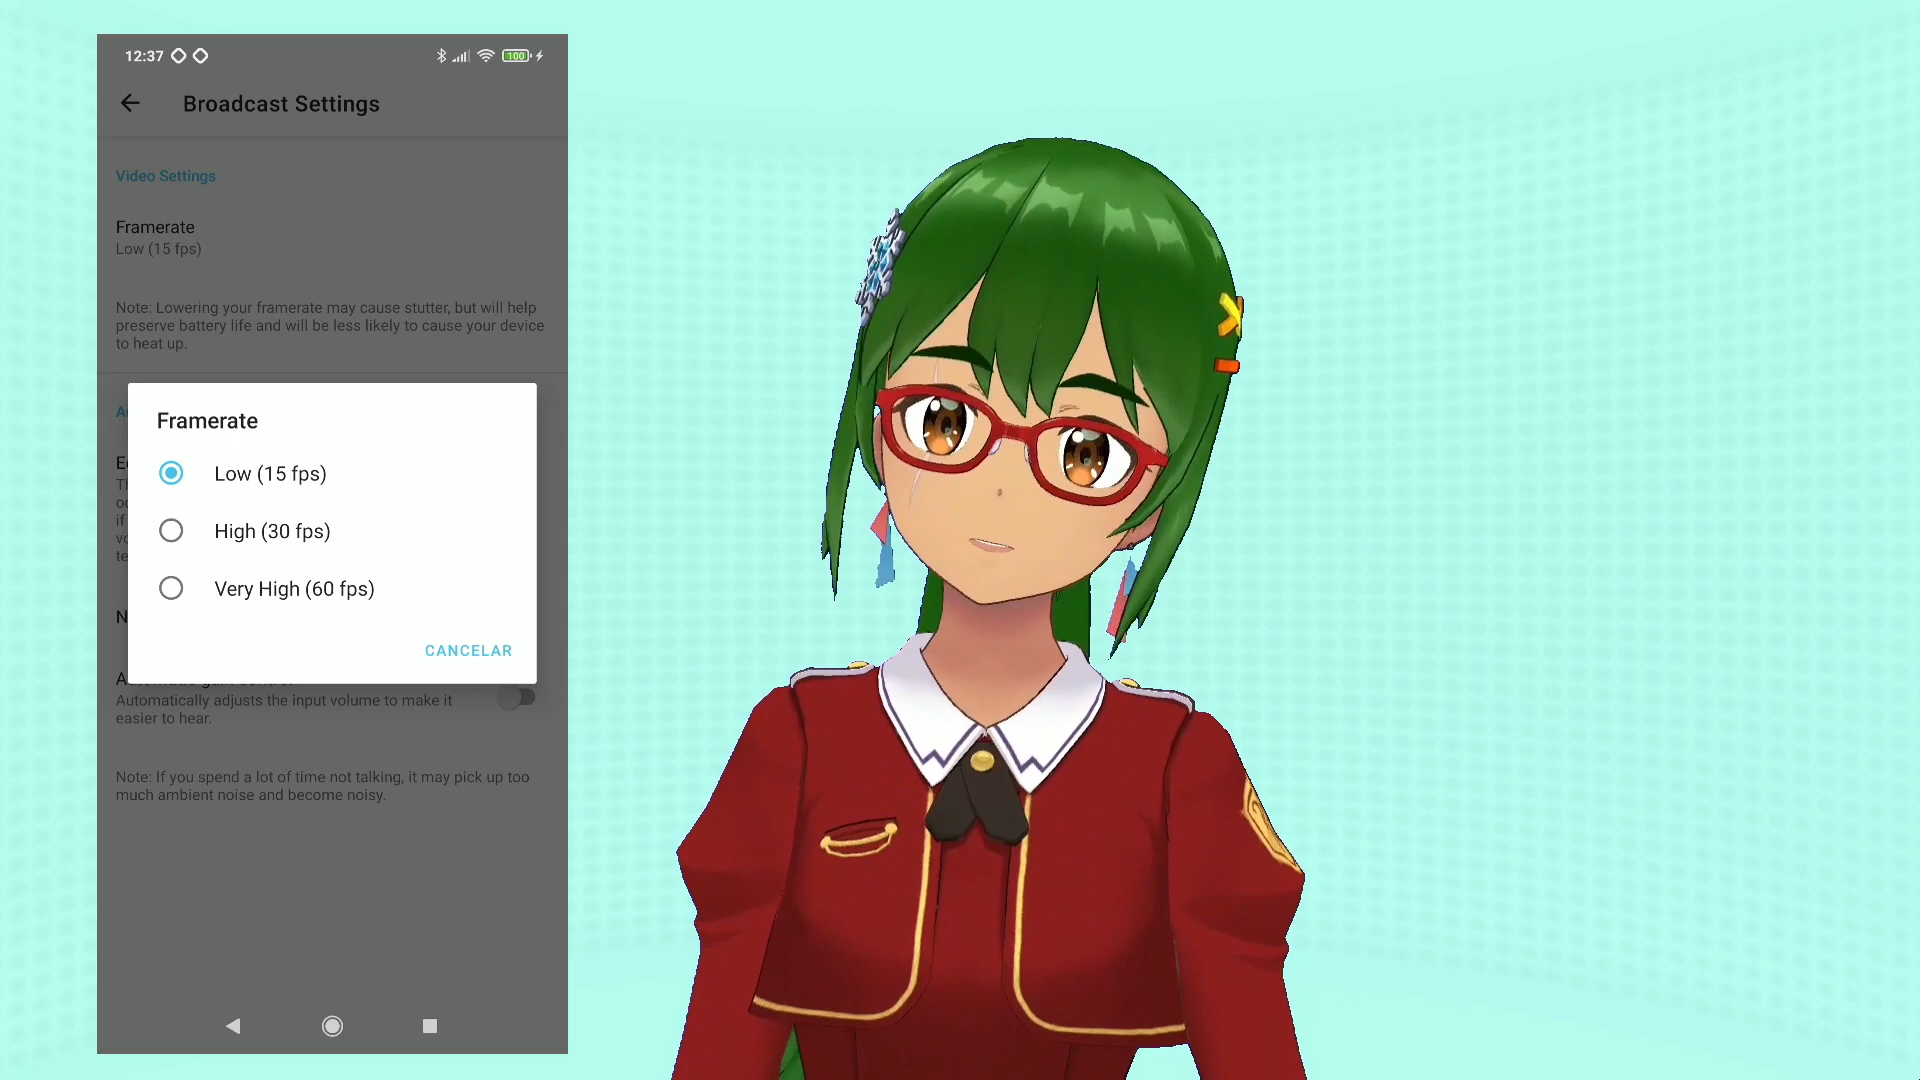 12:37
100
Broadcast Settings
Video Settings
Framerate
Low (15 fps)
Note: Lowering your framerate may cause stutter, but will help
preserve battery life and will be less likely to cause your device
to heat up.
Framerate
Low (15 fps)
High (30 fps)
Very High (60 fps)
CANCELAR
Automatically adjusts the input volume to make it
easier to hear.
Note: If you spend a lot of time not talking, it may pick up too
much ambient noise and become noisy.